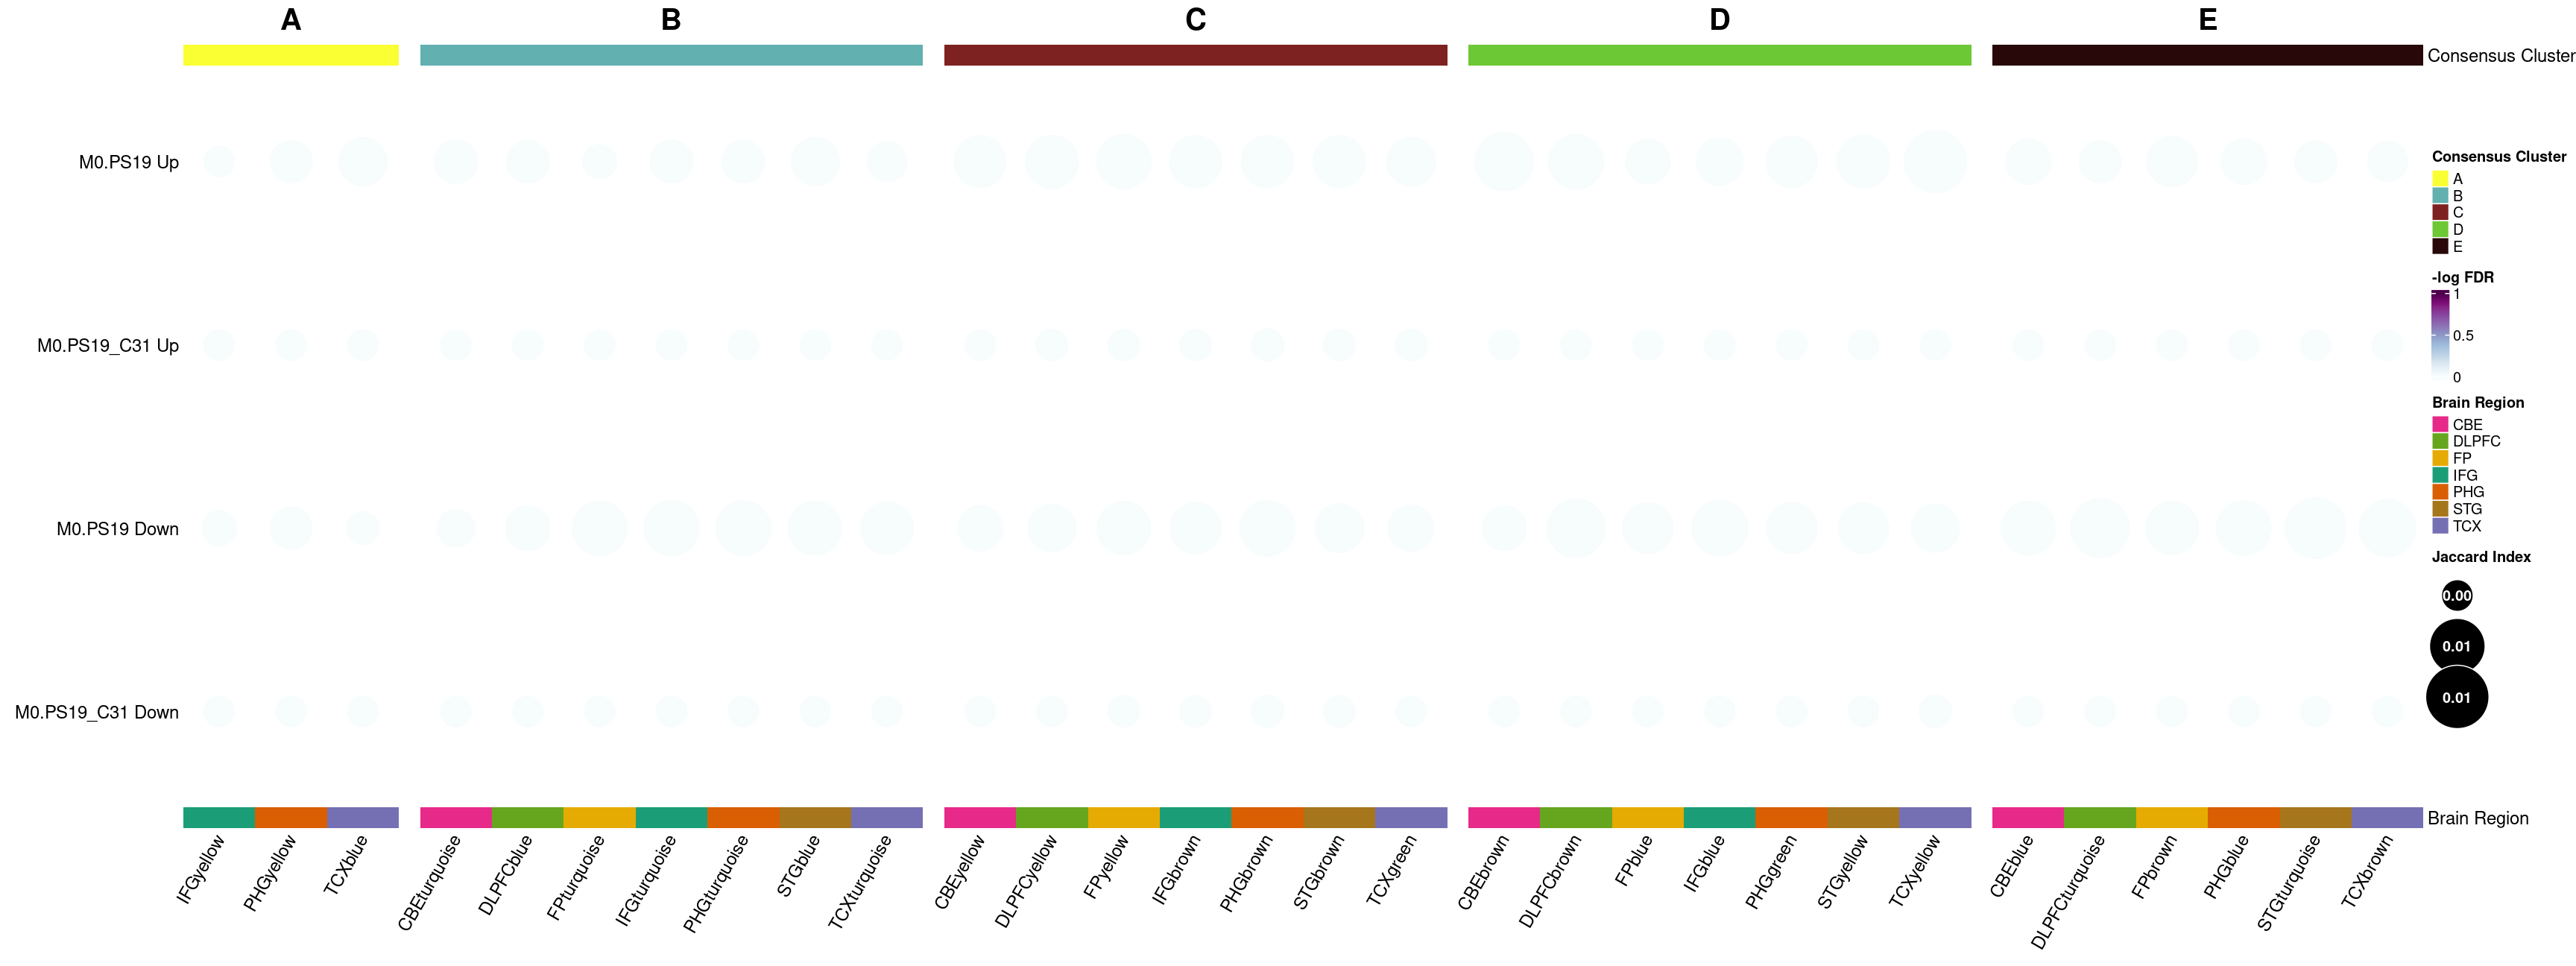 A B C D E
Consensus Cluster
M0.PS19 Up
M0.PS19_C31 Up
M0.PS19 Down
M0.PS19_C31 Down
Consensus Cluster
A
B
C
D
E
-log FDR
1
0.5
0
Brain Region
CBE
DLPFC
FP
IFG
PHG
STG
TCX
Jaccard Index
0.00
0.01
0.01
Brain Region
IFGyellow
PHGyellow
TCXblue
CBEturquoise
DLPFCblue
FPturquoise
IFGturquoise
PHGturquoise
STGblue
TCXturquoise
CBEyellow
DLPFCyellow
FPyellow
IFGbrown
PHGbrown
STGbrown
TCXgreen
CBEbrown
DLPFCbrown
FPblue
IFGblue
PHGgreen
STGyellow
TCXyellow
CBEblue
DLPFCturquoise
FPbrown
PHGblue
STGturquoise
TCXbrown